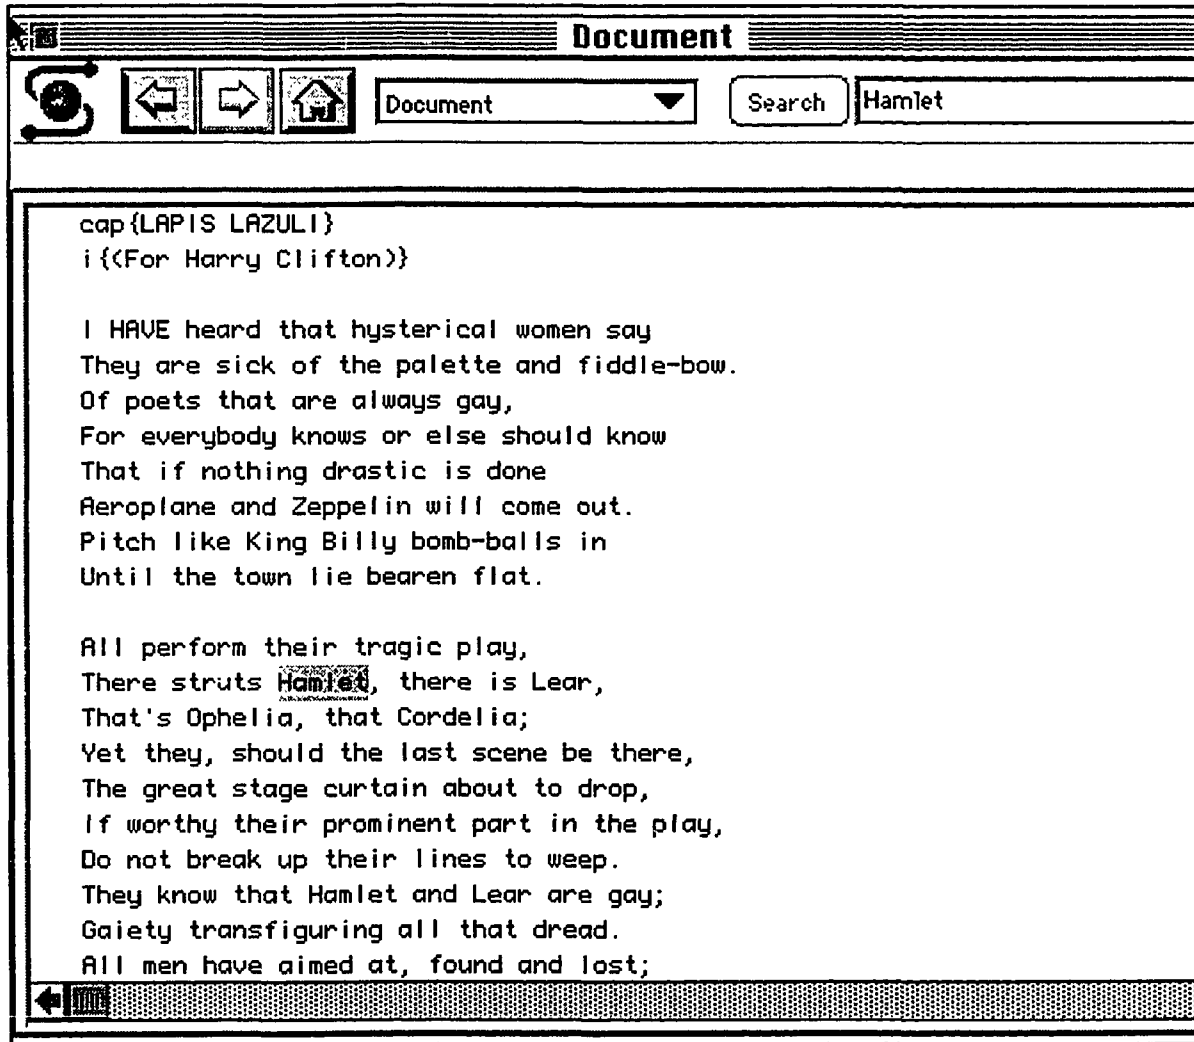 Document
Document
Search
Hamlet
cap{LAPIS LAZULI}
i{(For Harry Clifton)}
I HAVE heard that hysterical women say
They are sick of the palette and fiddle-bow.
Of poets that are always gay,
For everybody knows or else should know
That if nothing drastic is done
Aeroplane and Zeppelin will come out.
Pitch like King Billy bomb-balls in
Until the town lie bearen flat.
All perform their tragic play,
There struts Hamlet, there is Lear,
That's Ophelia, that Cordelia;
Yet they, should the last scene be there,
The great stage curtain about to drop,
If worthy their prominent part in the play,
Do not break up their lines to weep.
They know that Hamlet and Lear are gay;
Gaiety transfiguring all that dread.
All men have aimed at, found and lost;